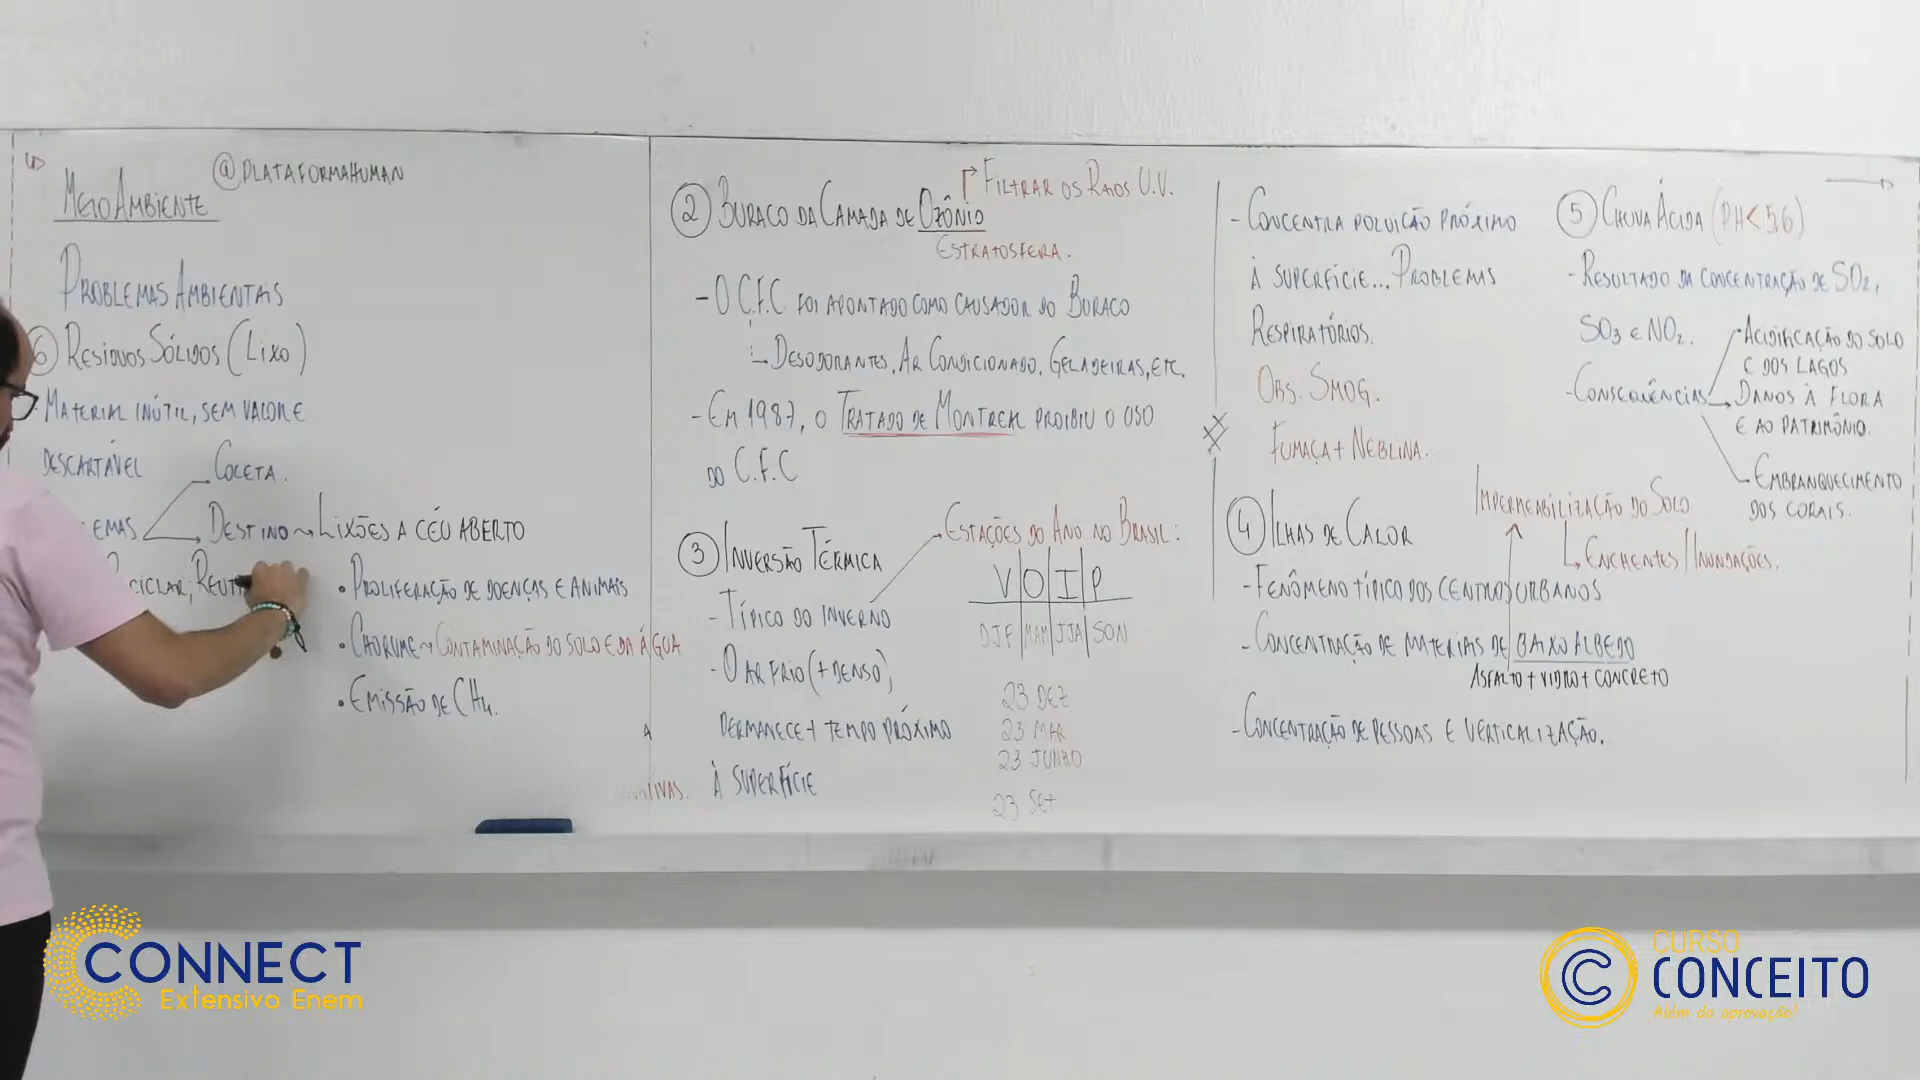 @PLATAFORMAHUMAN
MEIO AMBIENTE
PROBLEMAS AMBIENTAIS
6 RESÍDUOS SÓLIDOS (LIXO)
- MATERIAL INÚTIL, SEM VALOR E
DESCARTÁVEL
COLETA.
EMAS
DESTINO → LIXÕES A CÉU ABERTO
CICLAR; REUT
• PROLIFERAÇÃO DE DOENÇAS E ANIMAIS
• CHORUME → CONTAMINAÇÃO DO SOLO E DA ÁGUA
• EMISSÃO DE CH4.
IVAS.
2 BURACO DA CAMADA DE OZÔNIO
FILTRAR OS RAIOS U.V.
ESTRATOSFERA.
- O C.F.C FOI APONTADO COMO CAUSADOR DO BURACO
DESODORANTES, AR CONDICIONADO, GELADEIRAS, ETC.
- EM 1987, O TRATADO DE MONTREAL PROIBIU O USO
DO C.F.C
3 INVERSÃO TÉRMICA
ESTAÇÕES DO ANO NO BRASIL:
V O I P
DJF MAM JJA SON
- TÍPICO DO INVERNO
- O AR FRIO (+ DENSO)
PERMANECE + TEMPO PRÓXIMO
À SUPERFÍCIE
23 DEZ
23 MAR
23 JUNHO
23 SET
- CONCENTRA POLUIÇÃO PRÓXIMO
À SUPERFÍCIE... PROBLEMAS
RESPIRATÓRIOS.
OBS. SMOG.
FUMAÇA + NEBLINA.
4 ILHAS DE CALOR
IMPERMEABILIZAÇÃO DO SOLO
ENCHENTES / INUNDAÇÕES.
- FENÔMENO TÍPICO DOS CENTROS URBANOS
- CONCENTRAÇÃO DE MATERIAIS DE BAIXO ALBEDO
ASFALTO + VIDRO + CONCRETO
- CONCENTRAÇÃO DE PESSOAS E VERTICALIZAÇÃO.
5 CHUVA ÁCIDA (PH < 5,6)
- RESULTADO DA CONCENTRAÇÃO DE SO2,
SO3 E NO2.
- CONSEQUÊNCIAS
ACIDIFICAÇÃO DO SOLO
E DOS LAGOS
DANOS À FLORA
E AO PATRIMÔNIO.
EMBRANQUECIMENTO
DOS CORAIS.
CONNECT
Extensivo Enem
CURSO
CONCEITO
Além da aprovação!